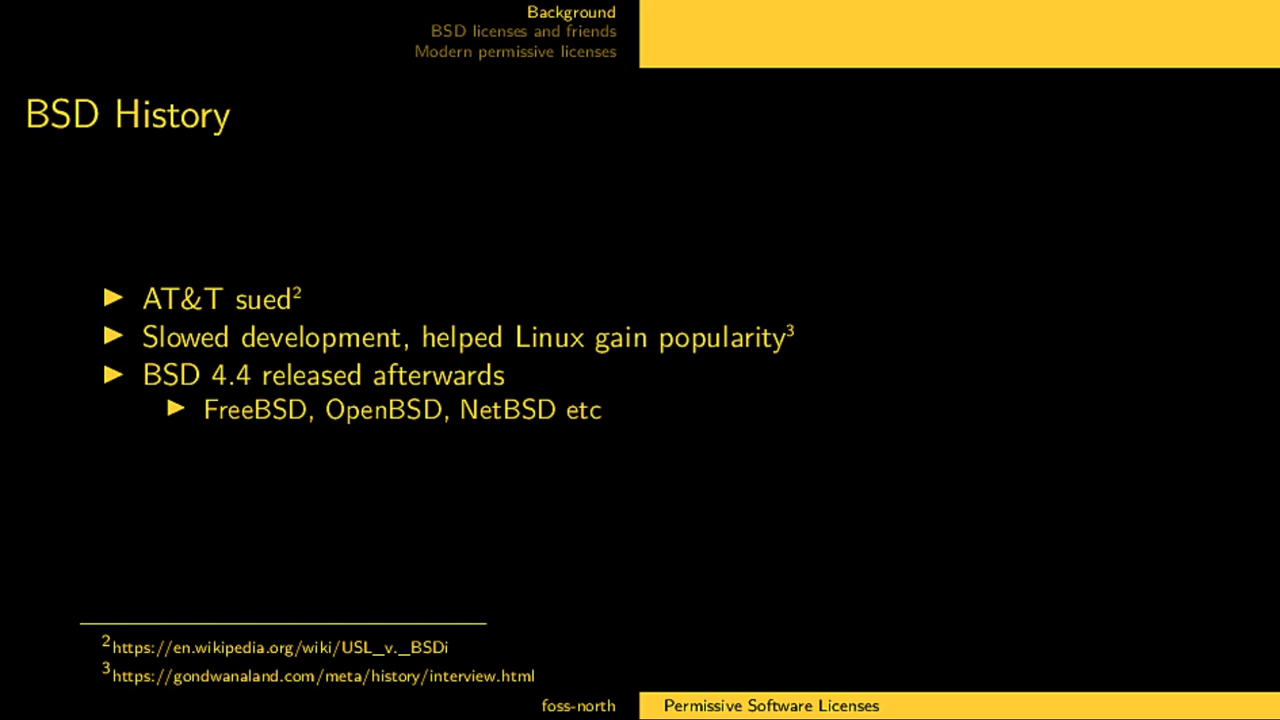 Background
BSD licenses and friends
Modern permissive licenses
BSD History
▶ AT&T sued²
▶ Slowed development, helped Linux gain popularity³
▶ BSD 4.4 released afterwards
▶ FreeBSD, OpenBSD, NetBSD etc
²https://en.wikipedia.org/wiki/USL_v._BSDi
³https://gondwanaland.com/meta/history/interview.html
foss-north Permissive Software Licenses